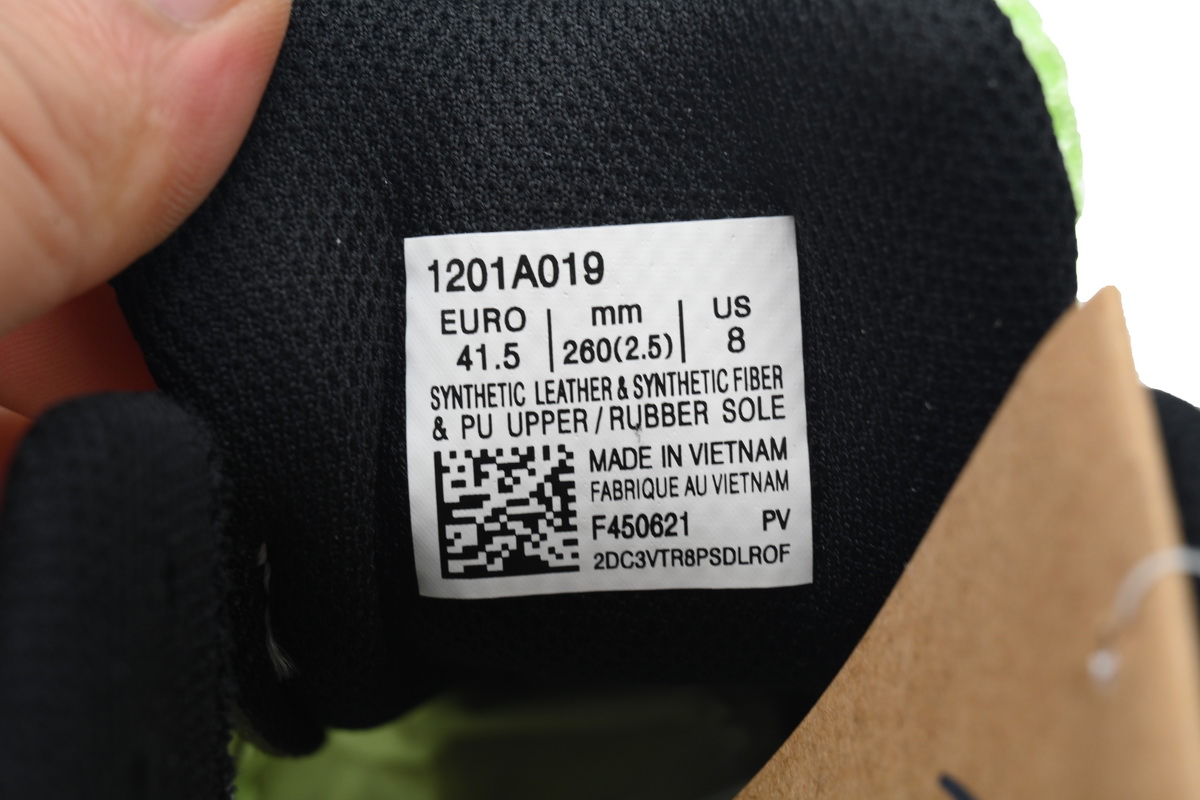 1201A019
EURO | mm | US
41.5 | 260(2.5) | 8
SYNTHETIC LEATHER & SYNTHETIC FIBER
& PU UPPER / RUBBER SOLE
MADE IN VIETNAM
FABRIQUE AU VIETNAM
F450621 PV
2DC3VTR8PSDLROF